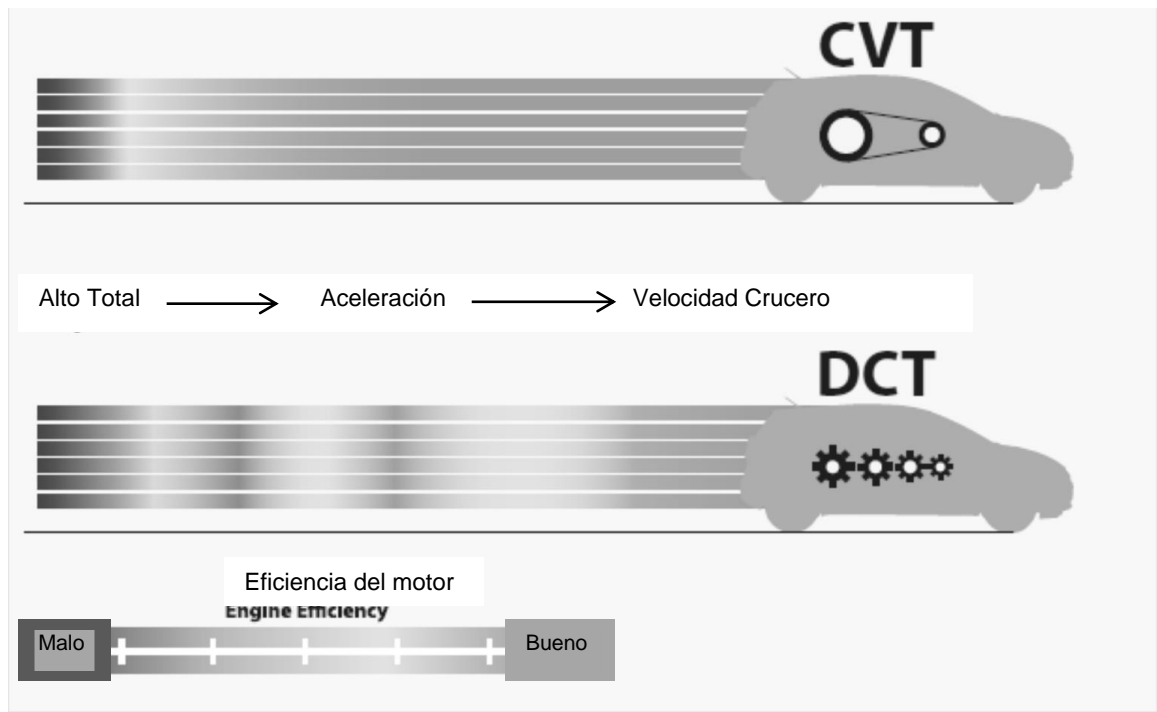 CVT
Alto Total Aceleración Velocidad Crucero
DCT
Eficiencia del motor
Engine Efficiency
Malo Bueno